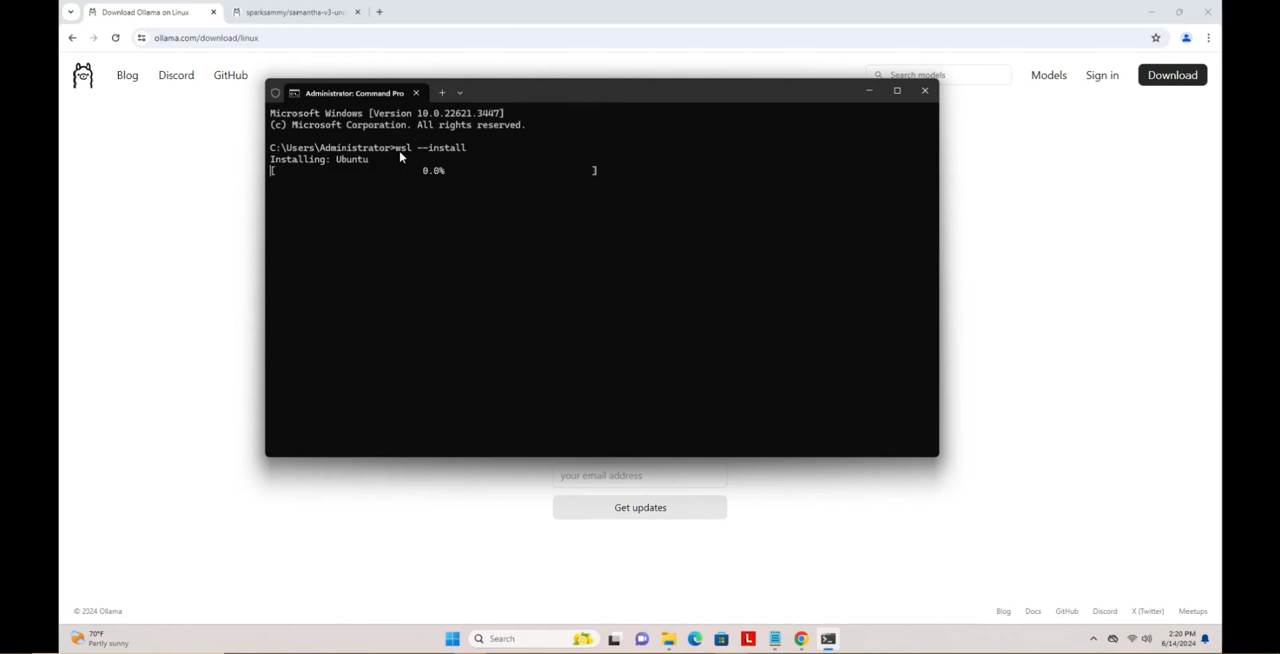 Download Ollama on Linux
sparksammy/samantha-v3-un
ollama.com/download/linux
Blog
Discord
GitHub
Search models
Models
Sign in
Download
Administrator: Command Pro
Microsoft Windows [Version 10.0.22621.3447]
(c) Microsoft Corporation. All rights reserved.
C:\Users\Administrator>wsl --install
Installing: Ubuntu
[ 0.0% ]
your email address
Get updates
© 2024 Ollama
Blog
Docs
GitHub
Discord
X (Twitter)
Meetups
70°F
Partly sunny
Search
L
2:20 PM
6/14/2024